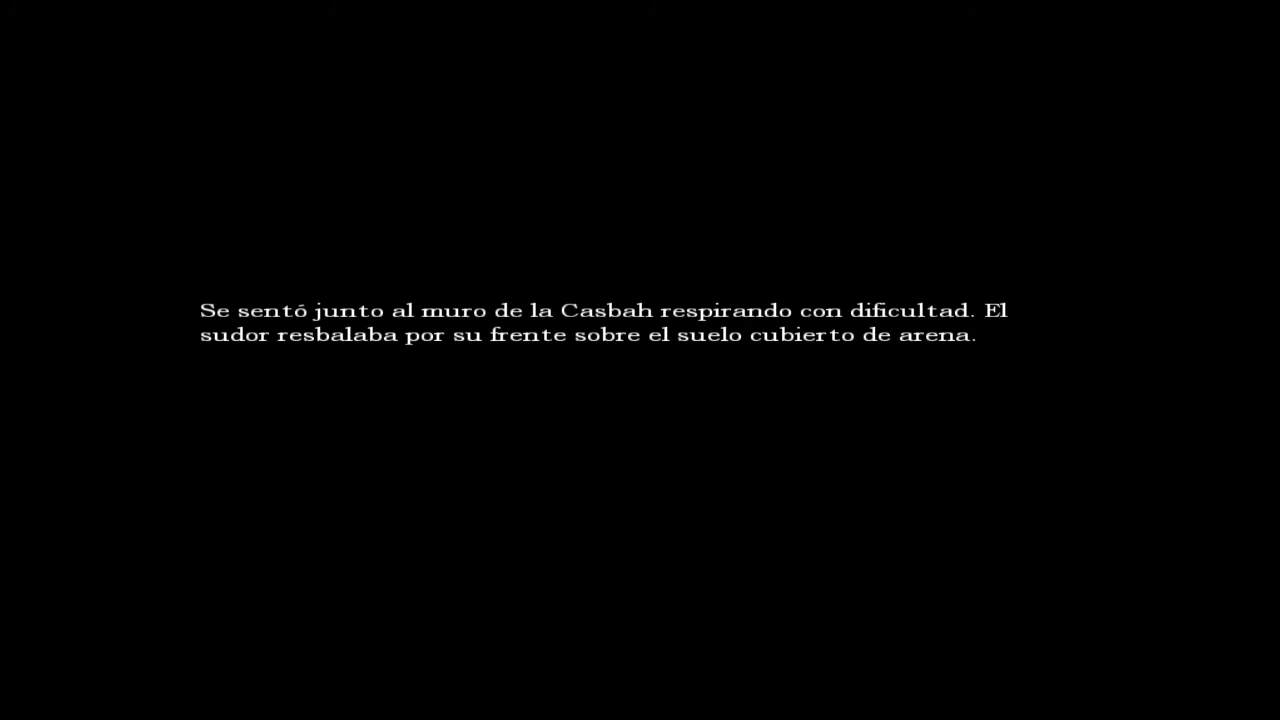 Se sentó junto al muro de la Casbah respirando con dificultad. El
sudor resbalaba por su frente sobre el suelo cubierto de arena.